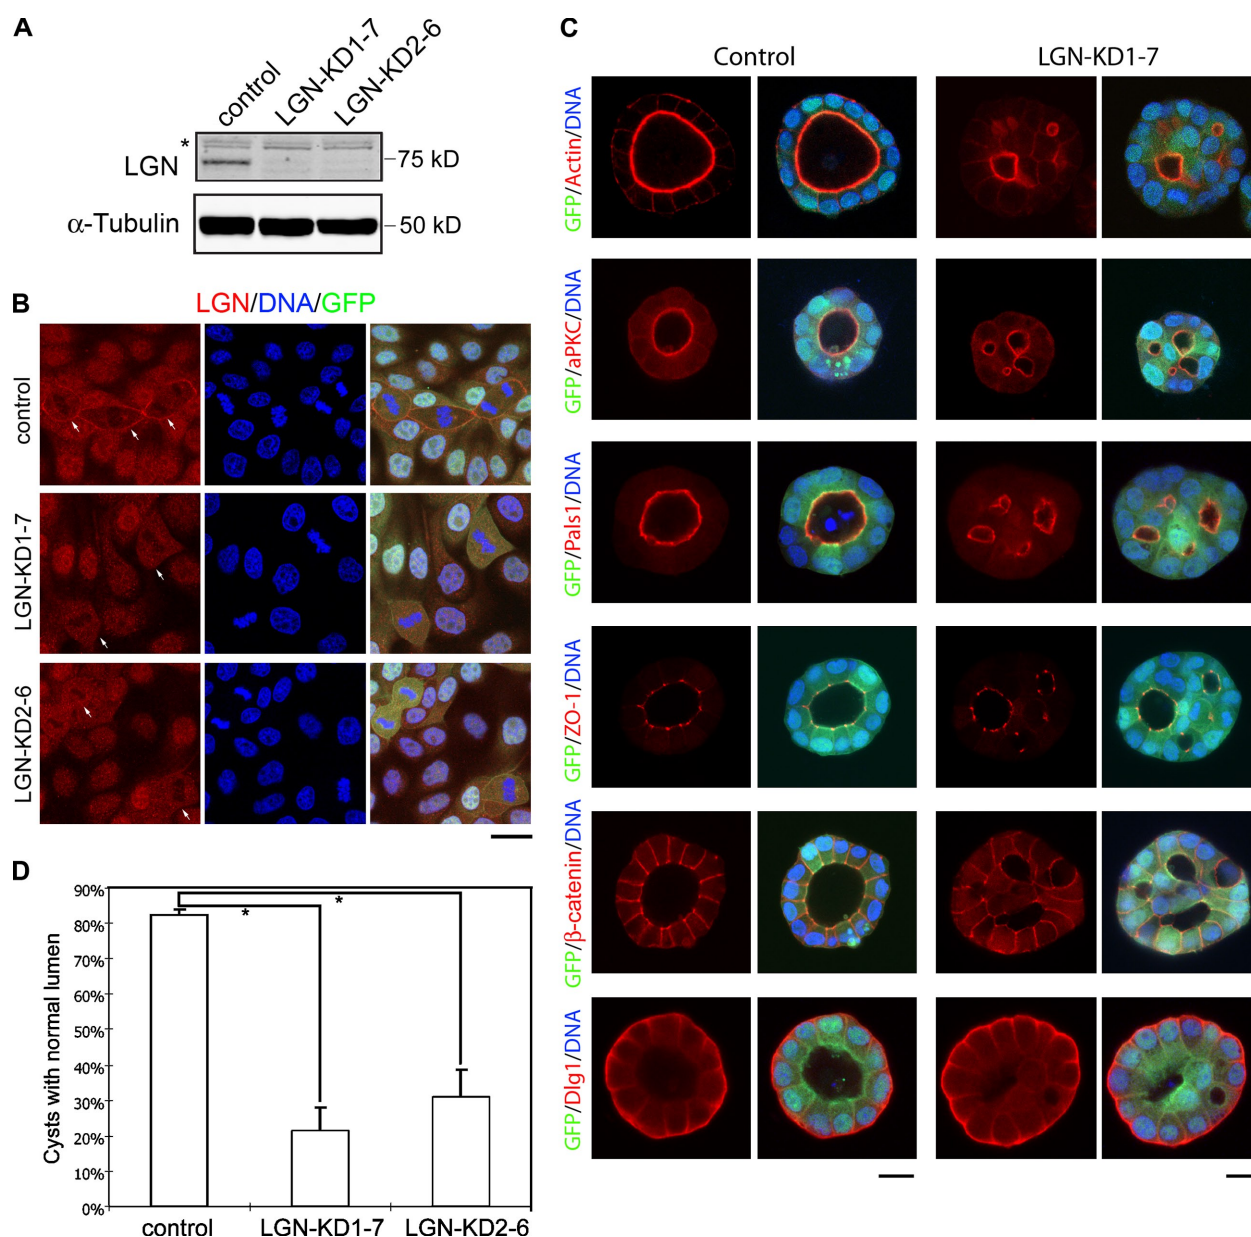 A
control
LGN-KD1-7
LGN-KD2-6
*
LGN
75 kD
α-Tubulin
50 kD
B
LGN/DNA/GFP
control
LGN-KD1-7
LGN-KD2-6
C
Control
LGN-KD1-7
GFP/Actin/DNA
GFP/aPKC/DNA
GFP/Pals1/DNA
GFP/ZO-1/DNA
GFP/β-catenin/DNA
GFP/Dlg1/DNA
D
Cysts with normal lumen
90%
80%
70%
60%
50%
40%
30%
20%
10%
0%
*
*
control
LGN-KD1-7
LGN-KD2-6